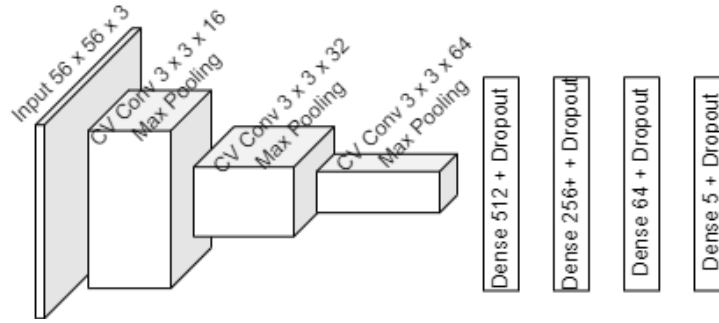 Input 56 x 56 x 3
CV Conv 3 x 3 x 16
Max Pooling
CV Conv 3 x 3 x 32
Max Pooling
CV Conv 3 x 3 x 64
Max Pooling
Dense 512 + Dropout
Dense 256+ + Dropout
Dense 64 + Dropout
Dense 5 + Dropout